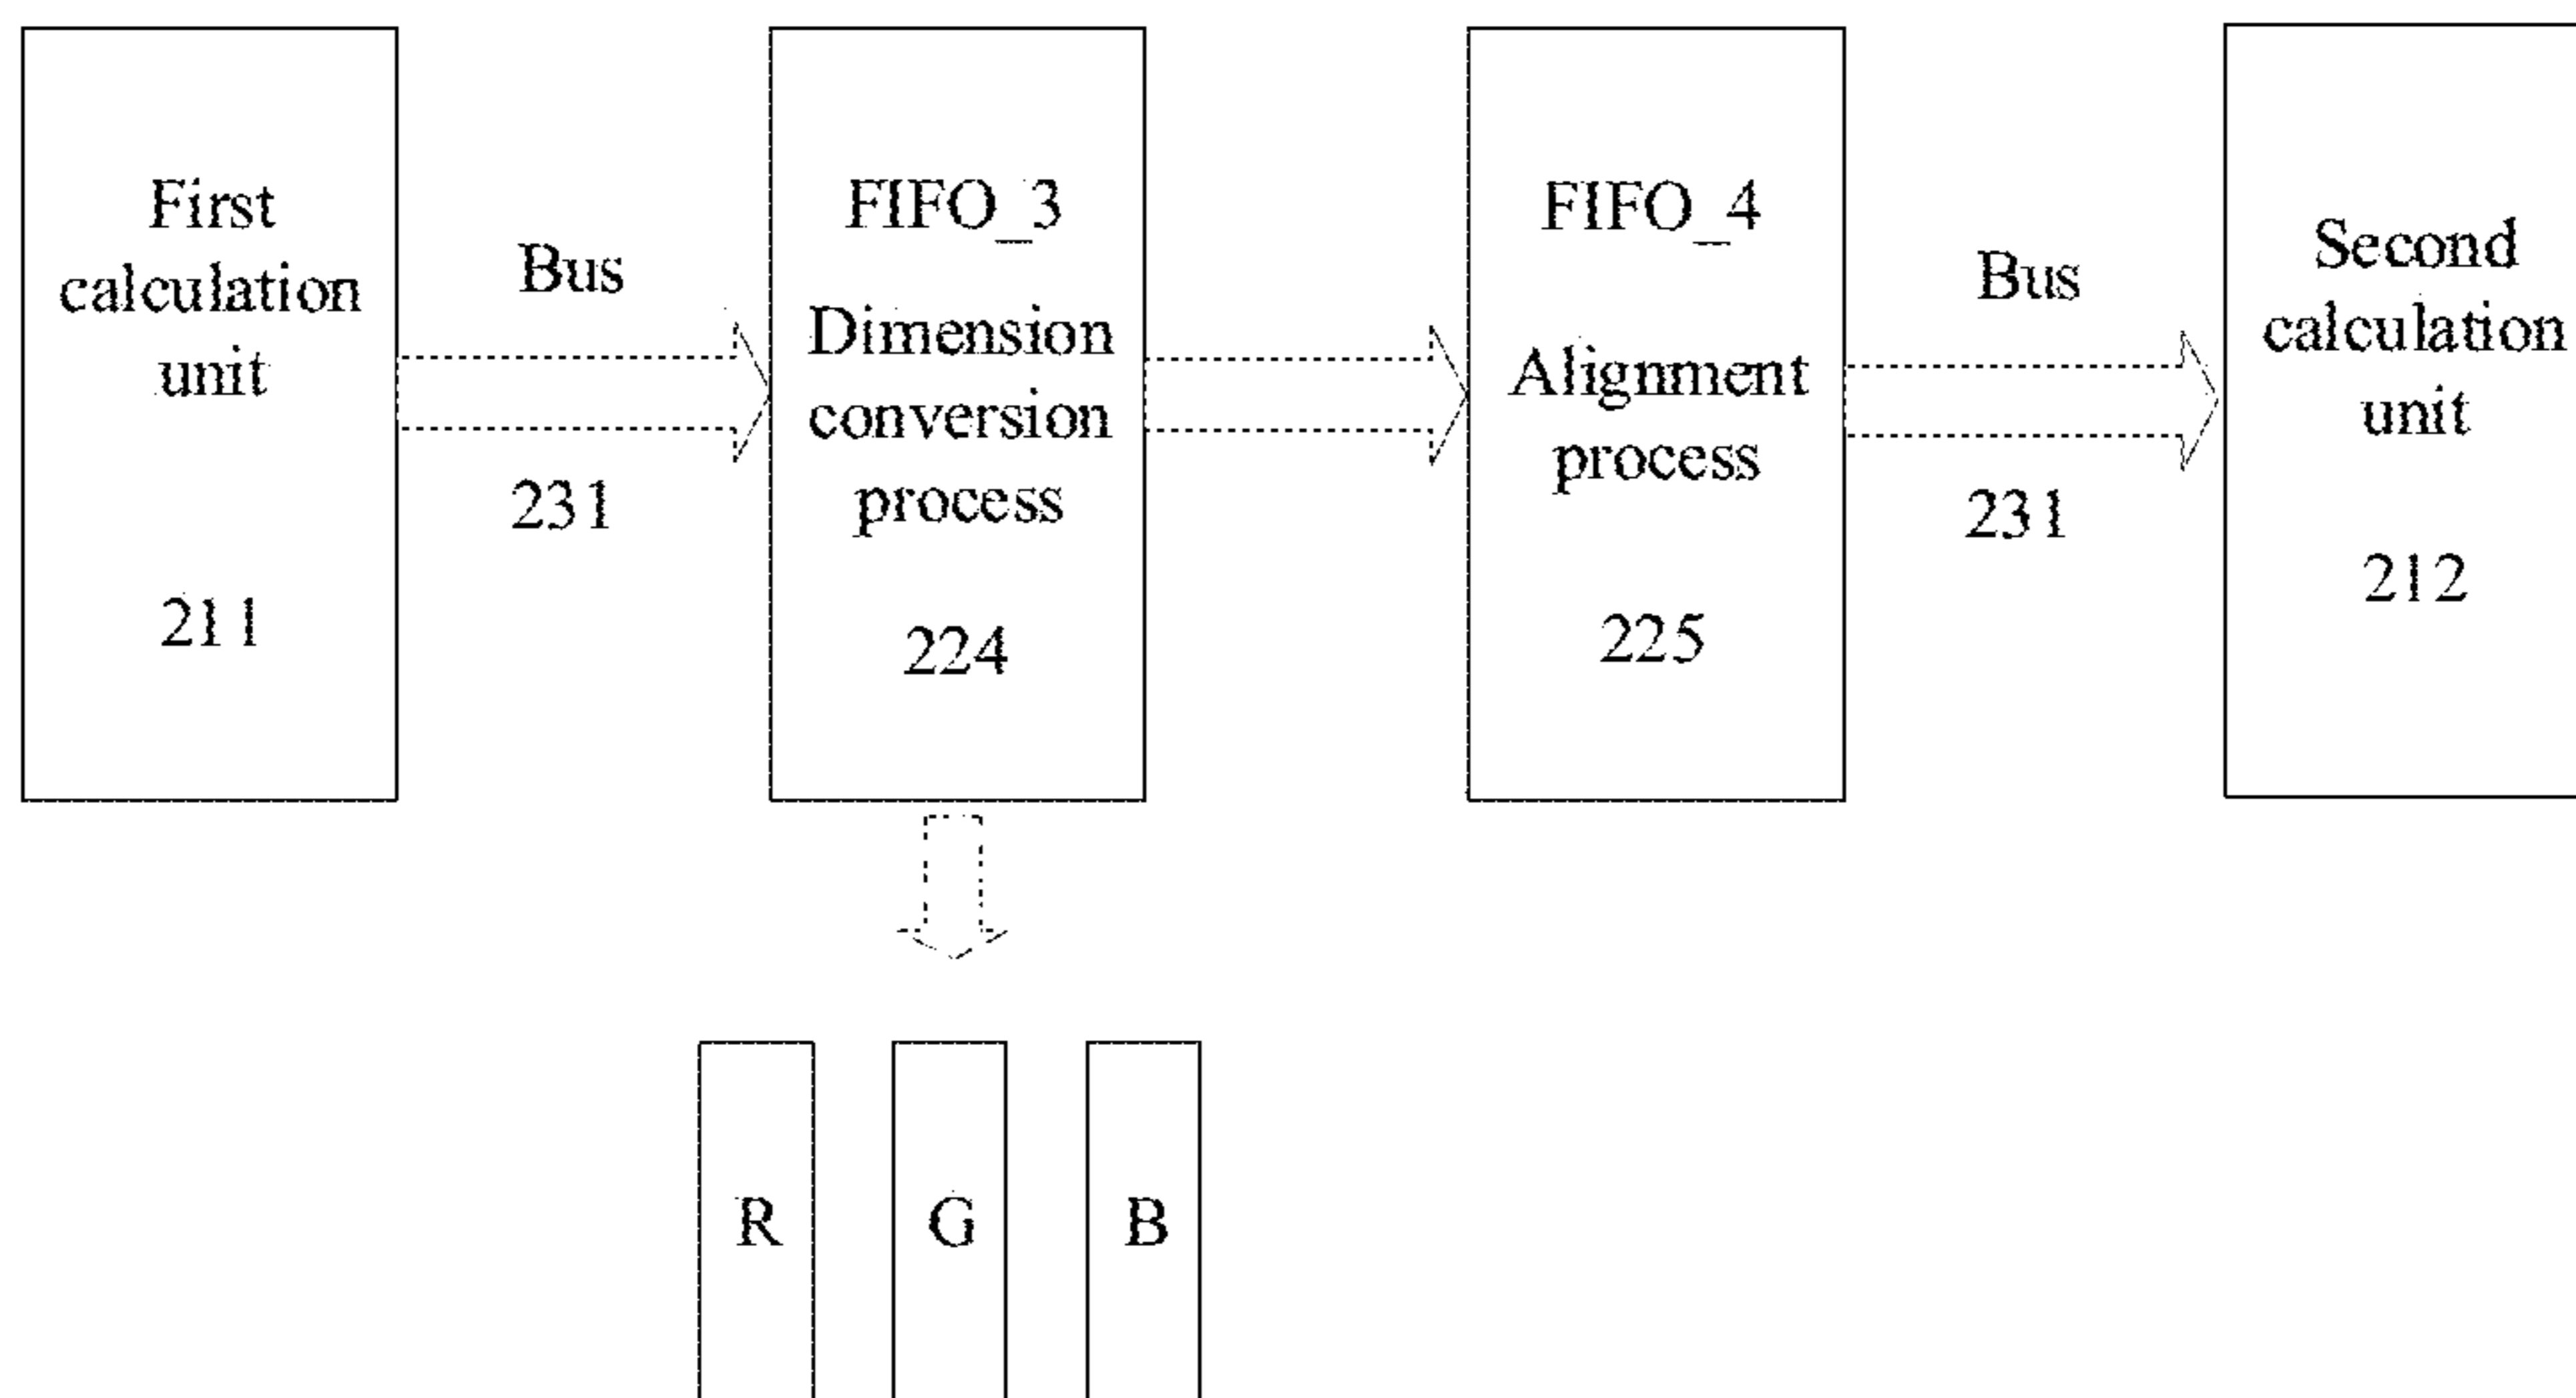 First
calculation
unit
211
Bus
231
FIFO_3
Dimension
conversion
process
224
FIFO_4
Alignment
process
225
Bus
231
Second
calculation
unit
212
R
G
B